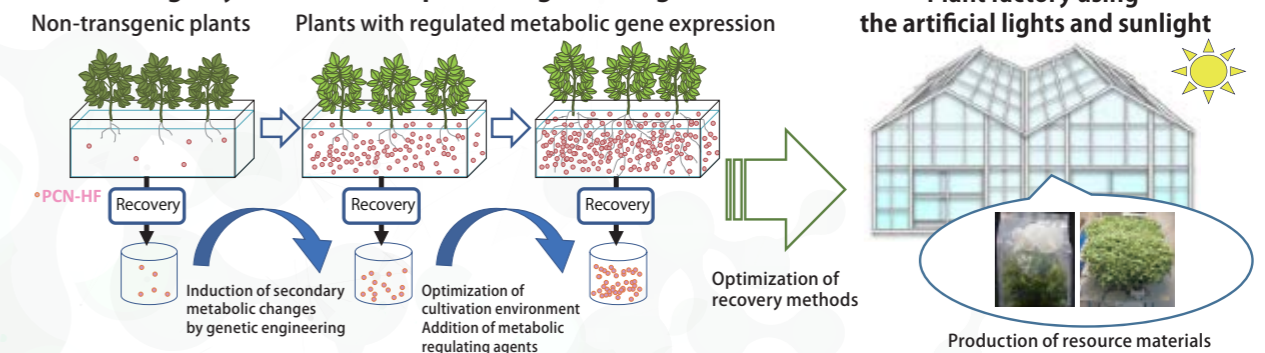 Non-transgenic plants
Plants with regulated metabolic gene expression
the artificial lights and sunlight
PCN-HF
Recovery
Recovery
Recovery
Induction of secondary
metabolic changes
by genetic engineering
Optimization of
cultivation environment
Addition of metabolic
regulating agents
Optimization of
recovery methods
Production of resource materials